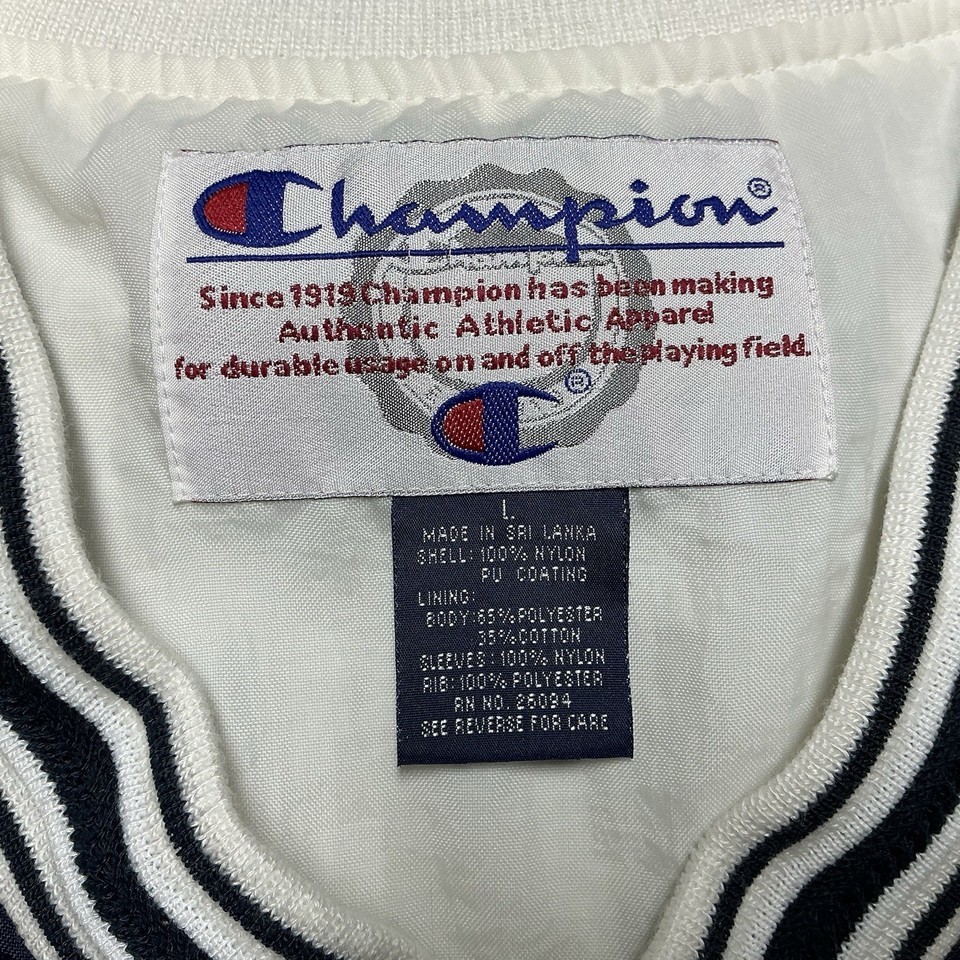 Champion®
Since 1919 Champion has been making
Authentic Athletic Apparel
for durable usage on and off the playing field.
®
L
MADE IN SRI LANKA
SHELL: 100% NYLON
PU COATING
LINING:
BODY: 65% POLYESTER
35% COTTON
SLEEVES: 100% NYLON
RIB: 100% POLYESTER
RN NO. 26094
SEE REVERSE FOR CARE